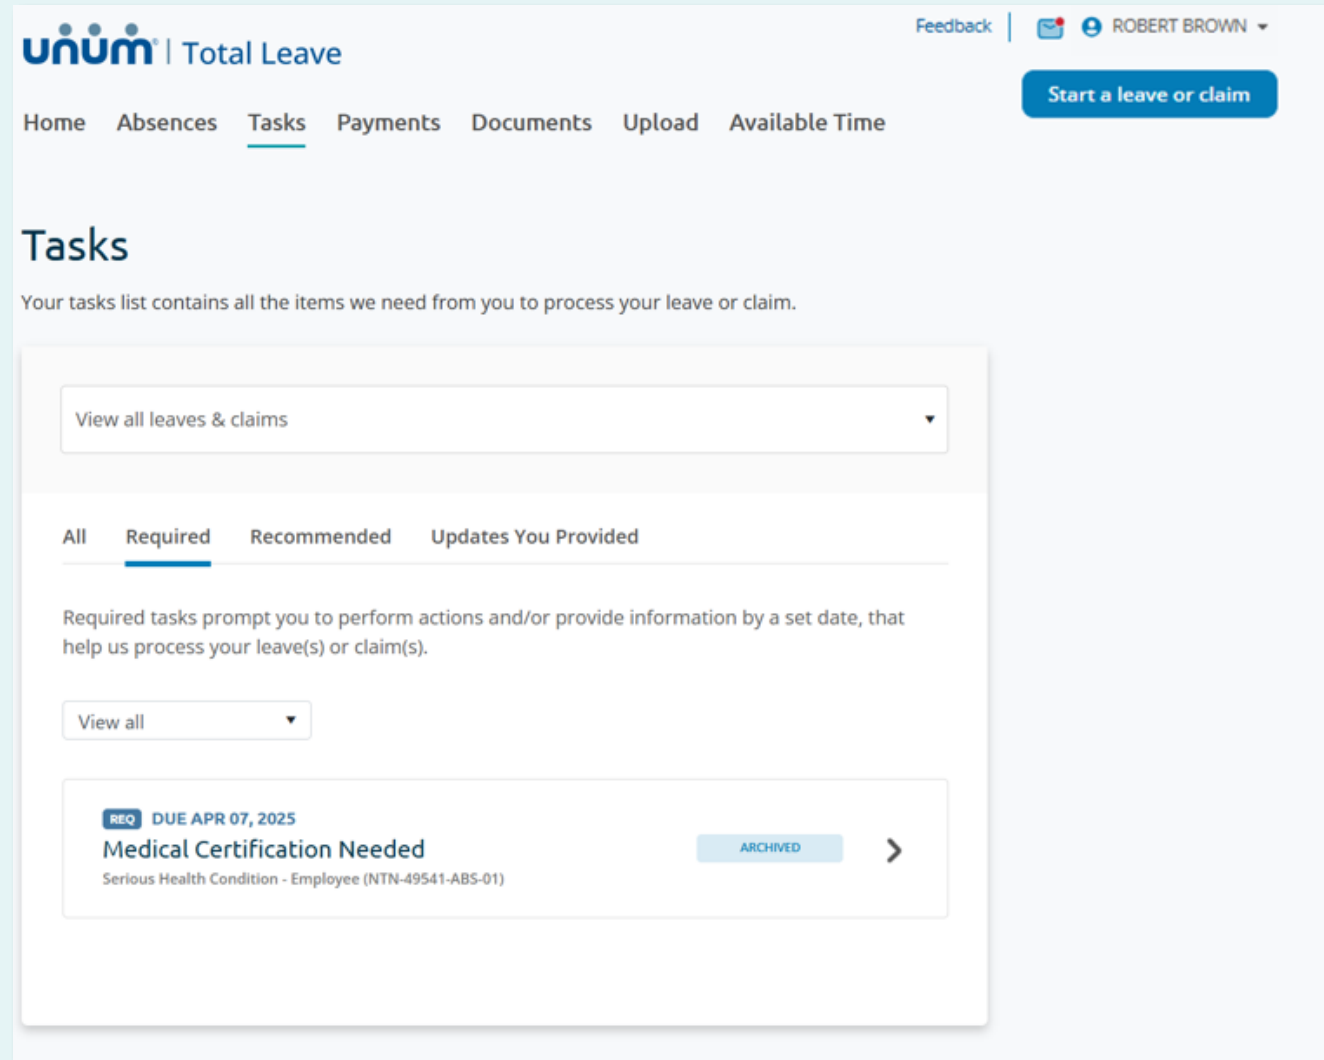 Feedback
ROBERT BROWN
unum | Total Leave
Start a leave or claim
Home Absences Tasks Payments Documents Upload Available Time
Tasks
Your tasks list contains all the items we need from you to process your leave or claim.
View all leaves & claims
All Required Recommended Updates You Provided
Required tasks prompt you to perform actions and/or provide information by a set date, that
help us process your leave(s) or claim(s).
View all
REQ DUE APR 07, 2025
Medical Certification Needed
ARCHIVED
Serious Health Condition - Employee (NTN-49541-ABS-01)